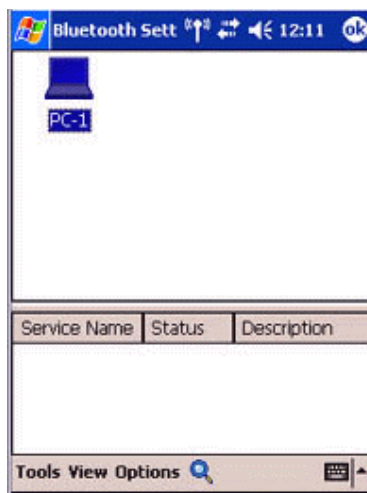 Bluetooth Sett 12:11 ok
PC-1
Service Name Status Description
Tools View Options